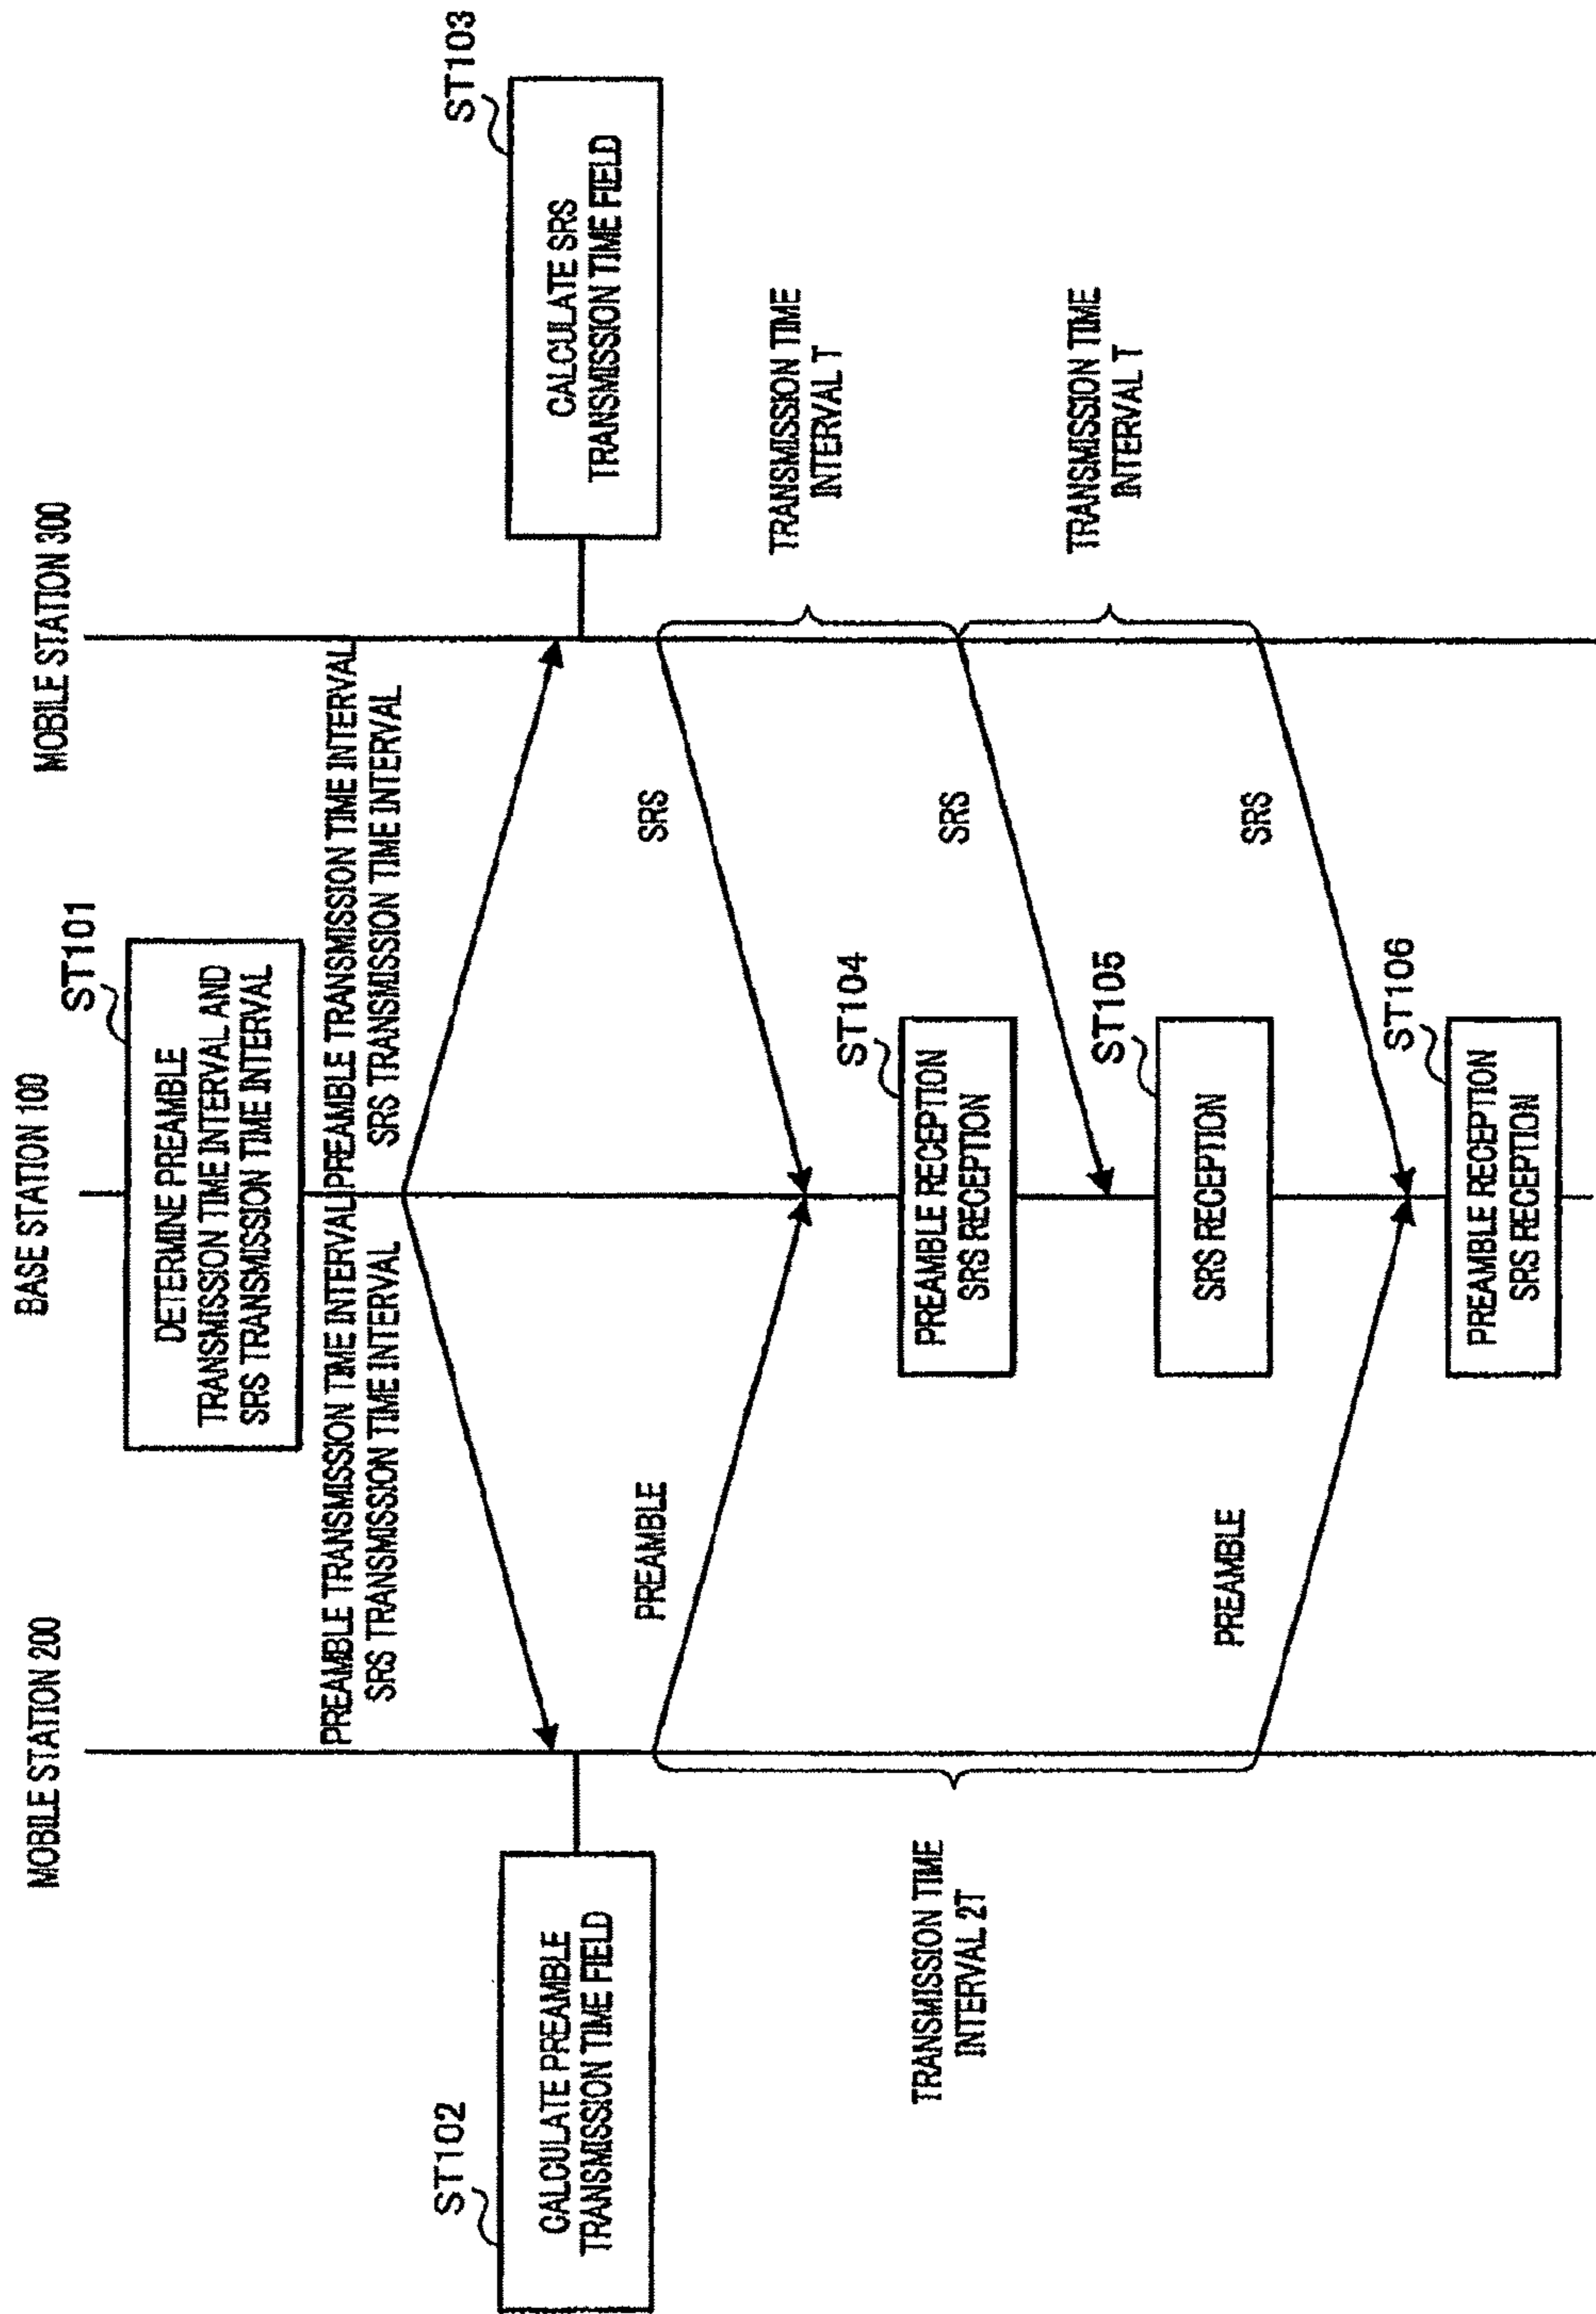 MOBILE STATION 200
BASE STATION 100
MOBILE STATION 300
ST101
DETERMINE PREAMBLE
TRANSMISSION TIME INTERVAL AND
SRS TRANSMISSION TIME INTERVAL
PREAMBLE TRANSMISSION TIME INTERVAL
SRS TRANSMISSION TIME INTERVAL
PREAMBLE TRANSMISSION TIME INTERVAL
SRS TRANSMISSION TIME INTERVAL
ST102
CALCULATE PREAMBLE
TRANSMISSION TIME FIELD
ST103
CALCULATE SRS
TRANSMISSION TIME FIELD
PREAMBLE
SRS
TRANSMISSION TIME
INTERVAL T
ST104
PREAMBLE RECEPTION
SRS RECEPTION
TRANSMISSION TIME
INTERVAL 2T
SRS
TRANSMISSION TIME
INTERVAL T
ST105
SRS RECEPTION
PREAMBLE
SRS
ST106
PREAMBLE RECEPTION
SRS RECEPTION